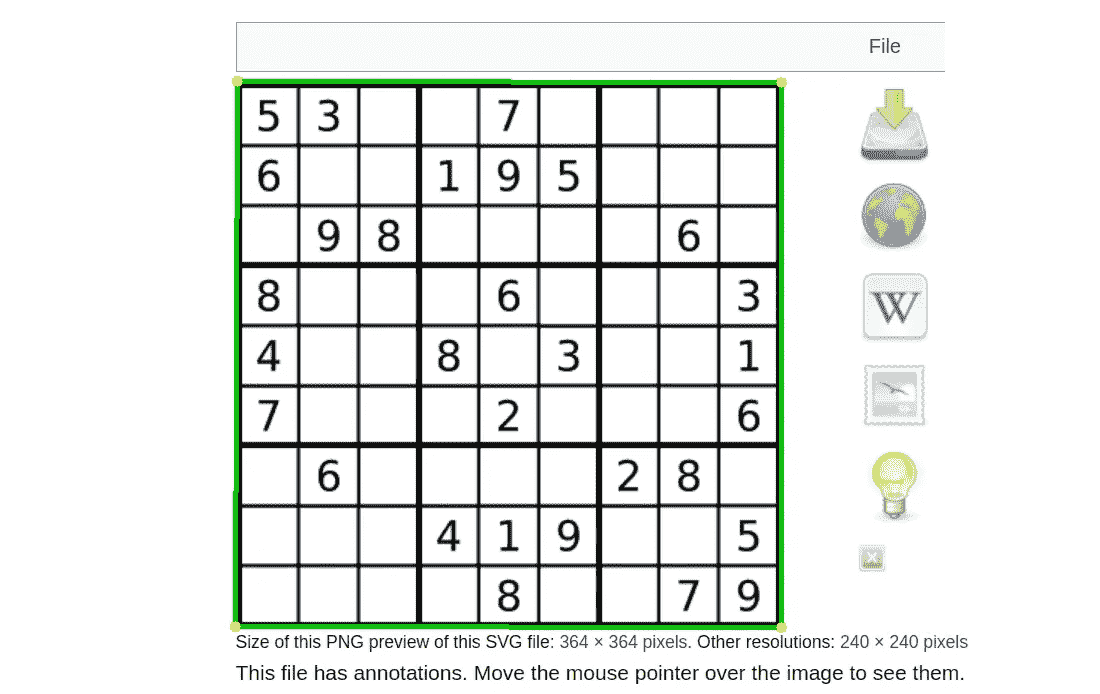 File
5 3 7
6 1 9 5
9 8 6
8 6 3
4 8 3 1
7 2 6
6 2 8
4 1 9 5
8 7 9
W
Size of this PNG preview of this SVG file: 364 × 364 pixels. Other resolutions: 240 × 240 pixels
This file has annotations. Move the mouse pointer over the image to see them.